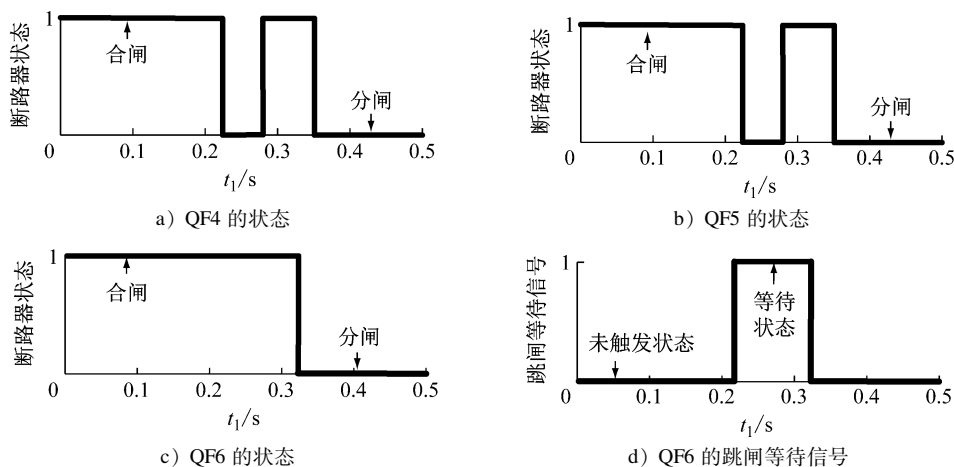 断路器状态
1
合闸
分闸
0
0.1
0.2
0.3
0.4
0.5
t₁/s
a）QF4 的状态
断路器状态
1
合闸
分闸
0
0.1
0.2
0.3
0.4
0.5
t₁/s
b）QF5 的状态
断路器状态
1
合闸
分闸
0
0.1
0.2
0.3
0.4
0.5
t₁/s
c）QF6 的状态
跳闸等待信号
1
等待
状态
未触发状态
0
0.1
0.2
0.3
0.4
0.5
t₁/s
d）QF6 的跳闸等待信号